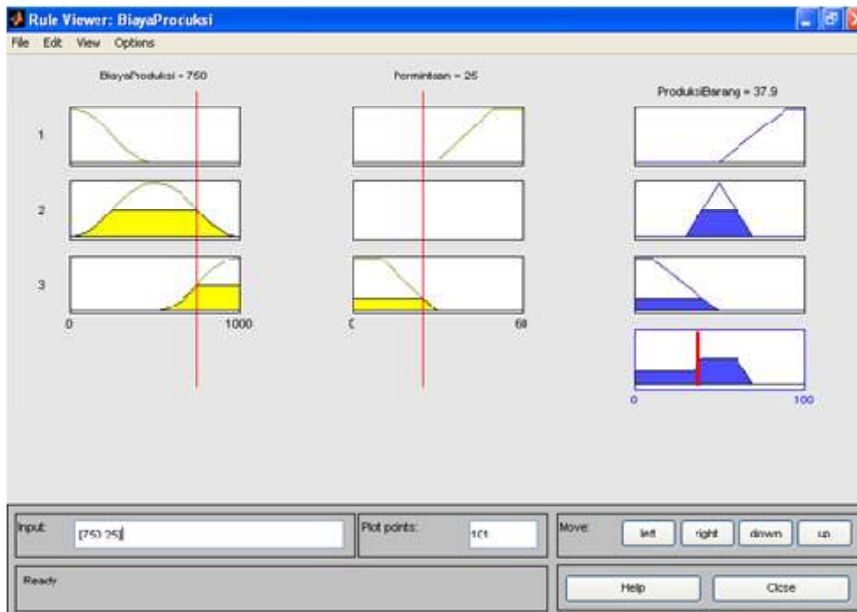 Rule Viewer: BiayaProduksi
File Edit View Options
BiayaProduksi = 750
Permintaan = 25
ProduksiBarang = 37.9
1
2
3
0 1000
0 60
0 100
Input:
[750 25]
Plot points:
101
Move:
left right down up
Ready
Help Close